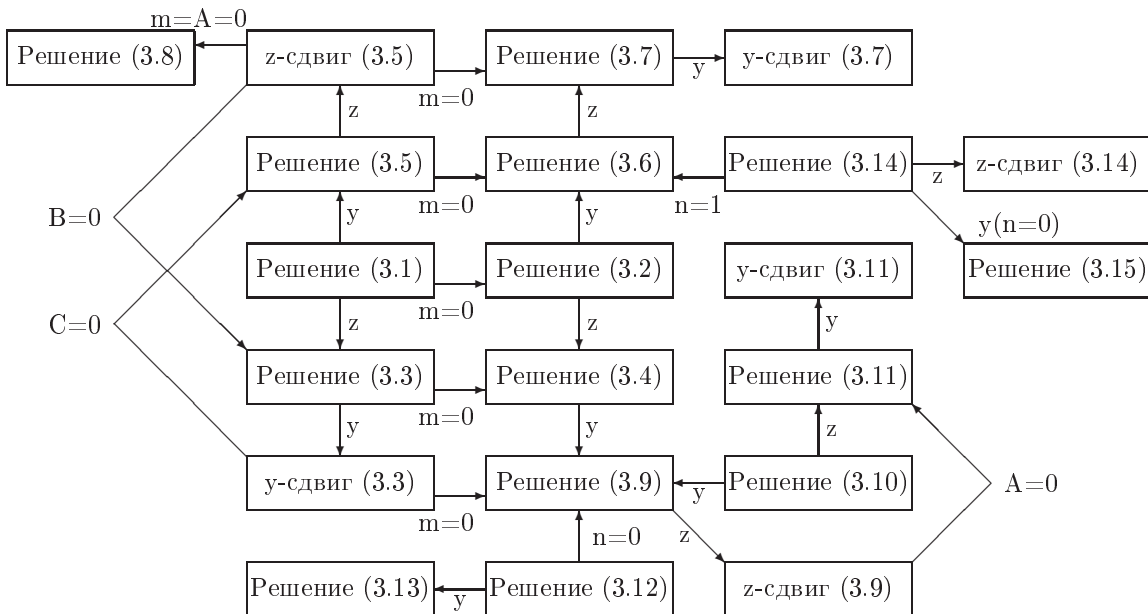 m=A=0
Решение (3.8)
z-сдвиг (3.5)
Решение (3.7)
y-сдвиг (3.7)
m=0
y
z
z
Решение (3.5)
Решение (3.6)
Решение (3.14)
z-сдвиг (3.14)
m=0
n=1
z
B=0
y
y
y(n=0)
Решение (3.1)
Решение (3.2)
y-сдвиг (3.11)
Решение (3.15)
m=0
C=0
z
z
y
Решение (3.3)
Решение (3.4)
Решение (3.11)
m=0
y
y
z
y-сдвиг (3.3)
Решение (3.9)
Решение (3.10)
A=0
y
m=0
n=0
z
Решение (3.13)
Решение (3.12)
z-сдвиг (3.9)
y